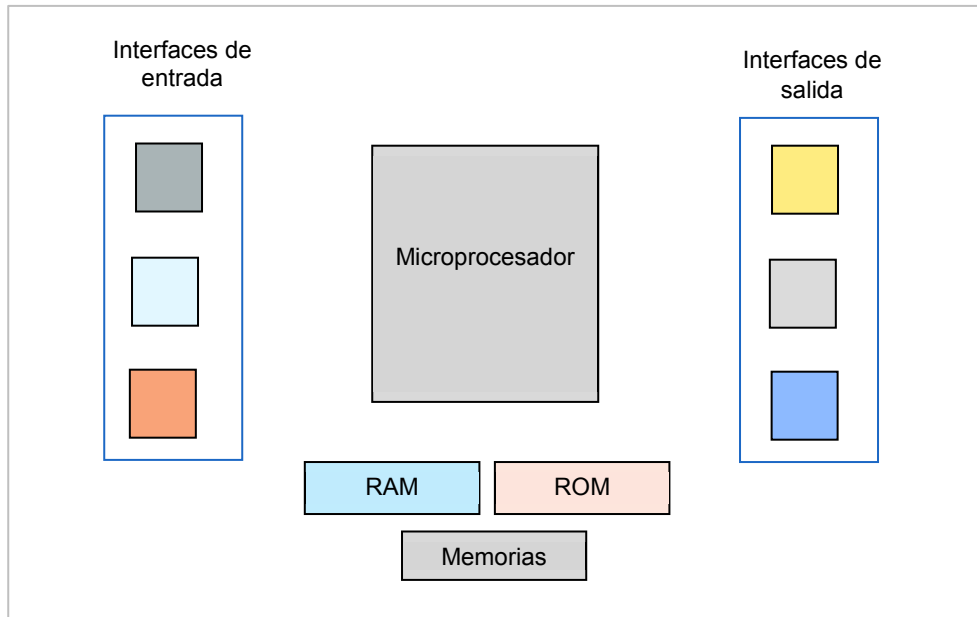 Interfaces de
entrada
Interfaces de
salida
Microprocesador
RAM
ROM
Memorias